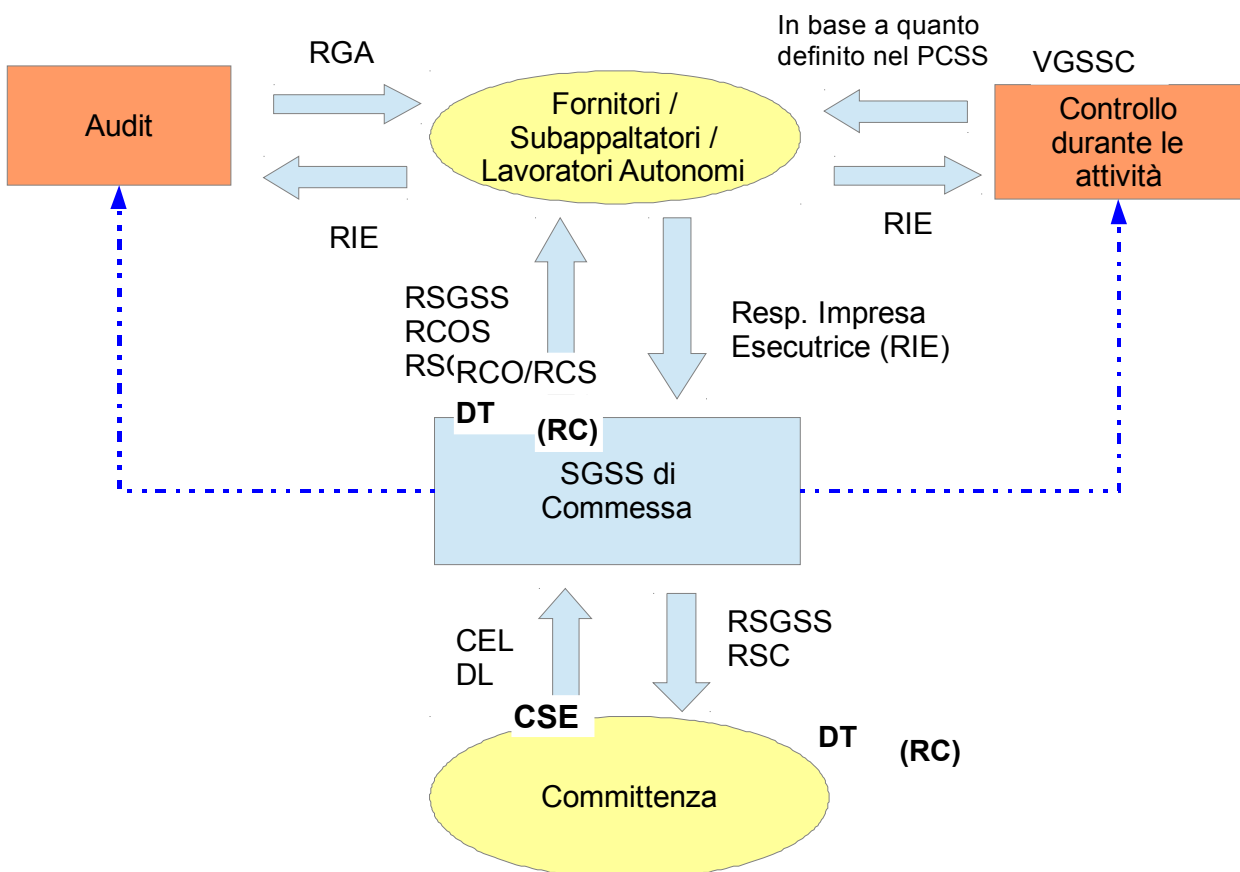 In base a quanto
definito nel PCSS
RGA
VGSSC
Audit
Fornitori /
Subappaltatori /
Lavoratori Autonomi
Controllo
durante le
attività
RIE
RIE
RSGSS
RCOS
RCO/RCS
DT
(RC)
Resp. Impresa
Esecutrice (RIE)
SGSS di
Commessa
CEL
DL
CSE
RSGSS
RSC
DT
(RC)
Committenza